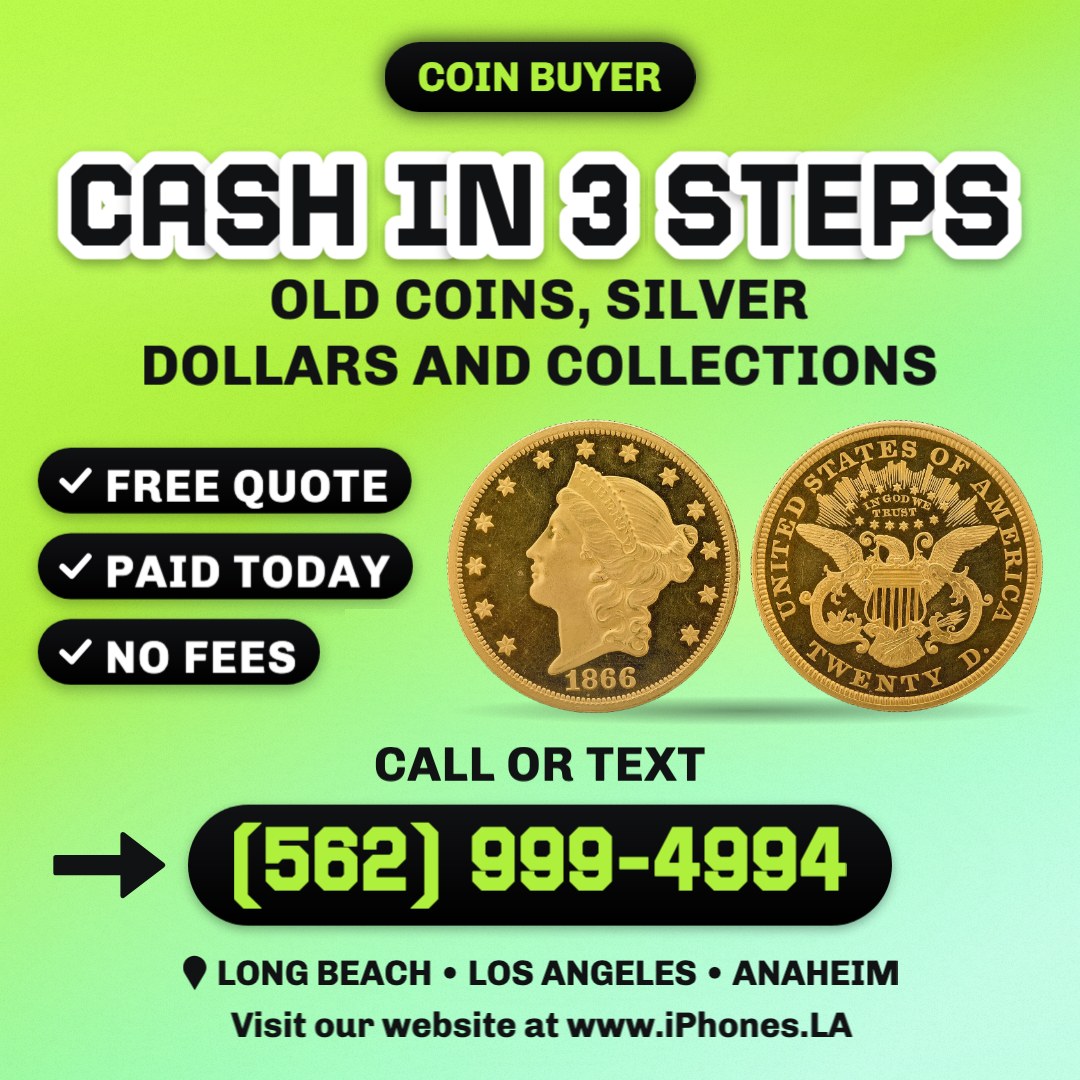 COIN BUYER
CASH IN 3 STEPS
OLD COINS, SILVER
DOLLARS AND COLLECTIONS
FREE QUOTE
PAID TODAY
NO FEES
1866
UNITED STATES OF AMERICA
IN GOD WE
TRUST
TWENTY D.
CALL OR TEXT
(562) 999-4994
LONG BEACH • LOS ANGELES • ANAHEIM
Visit our website at www.iPhones.LA